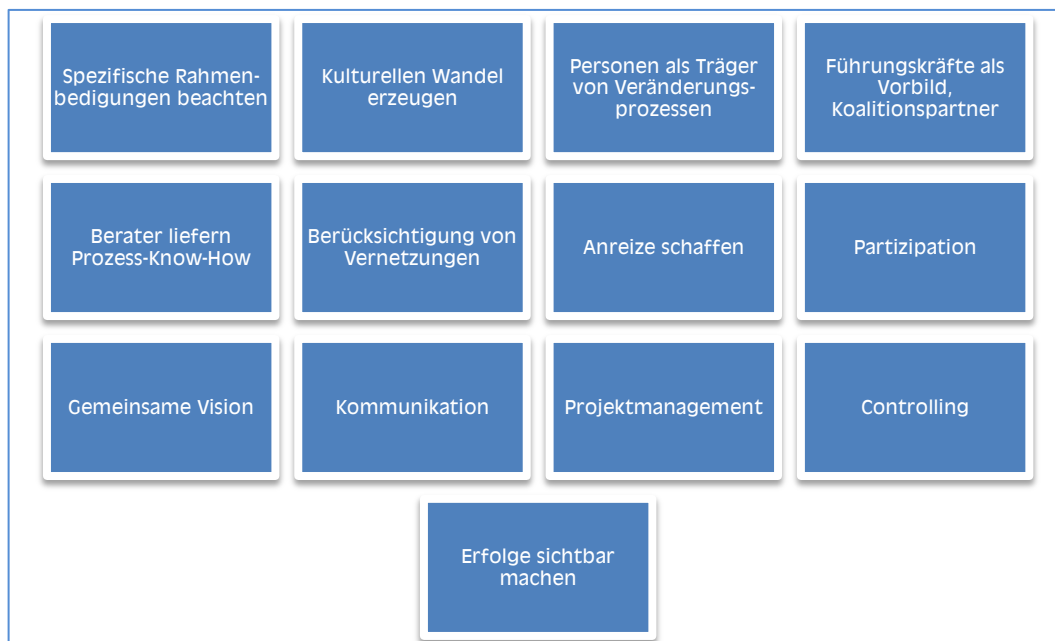 Spezifische Rahmen-
bedigungen beachten
Kulturellen Wandel
erzeugen
Personen als Träger
von Veränderungs-
prozessen
Führungskräfte als
Vorbild,
Koalitionspartner
Berater liefern
Prozess-Know-How
Berücksichtigung von
Vernetzungen
Anreize schaffen
Partizipation
Gemeinsame Vision
Kommunikation
Projektmanagement
Controlling
Erfolge sichtbar
machen